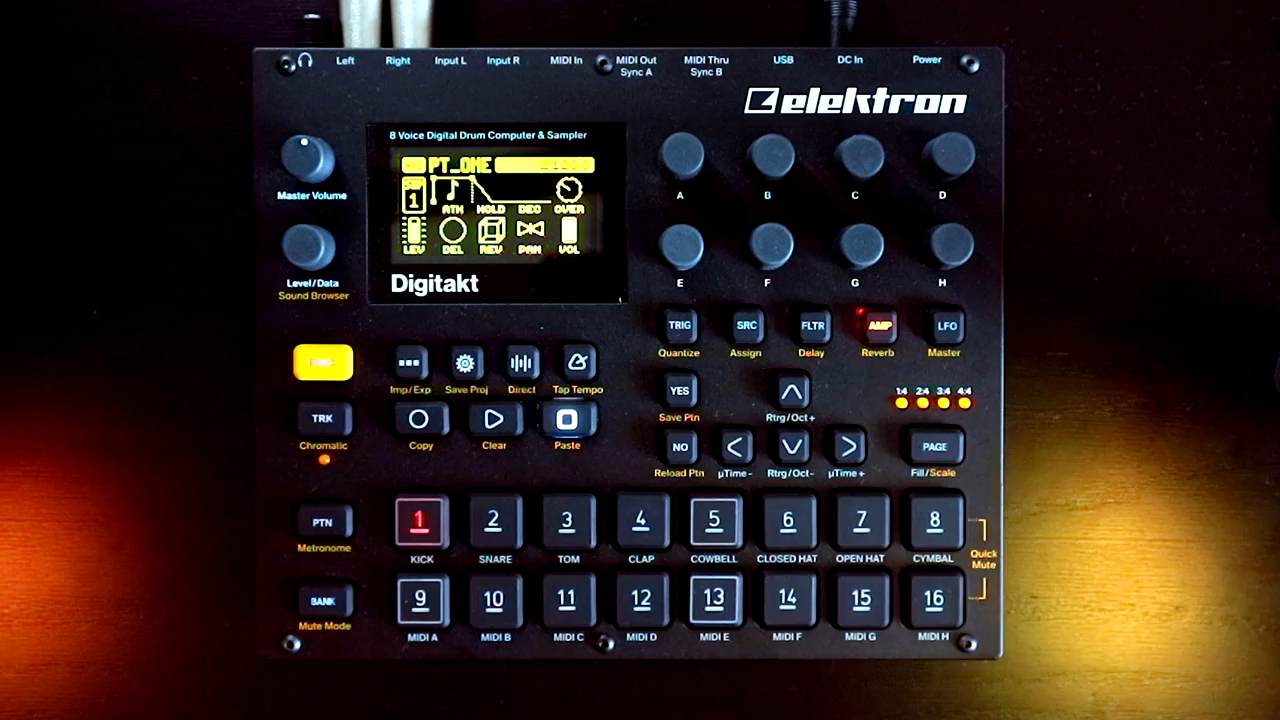 Left Right Input L Input R MIDI In MIDI Out MIDI Thru USB DC In Power
Sync A Sync B
elektron
8 Voice Digital Drum Computer & Sampler
PT_ONE
1
ATK HOLD DEC OVER
LEV DEL REV PAN VOL
Digitakt
Master Volume
Level/Data
Sound Browser
A B C D
E F G H
TRIG SRC FLTR AMP LFO
Quantize Assign Delay Reverb Master
Imp/Exp Save Proj Direct Tap Tempo
YES
Save Ptn Rtrg/Oct+
1:4 2:4 3:4 4:4
TRK
Chromatic
Copy Clear Paste
NO PAGE
Reload Ptn µTime- Rtrg/Oct- µTime+ Fill/Scale
PTN
Metronome
1 2 3 4 5 6 7 8
KICK SNARE TOM CLAP COWBELL CLOSED HAT OPEN HAT CYMBAL
Quick
Mute
BANK
Mute Mode
9 10 11 12 13 14 15 16
MIDI A MIDI B MIDI C MIDI D MIDI E MIDI F MIDI G MIDI H